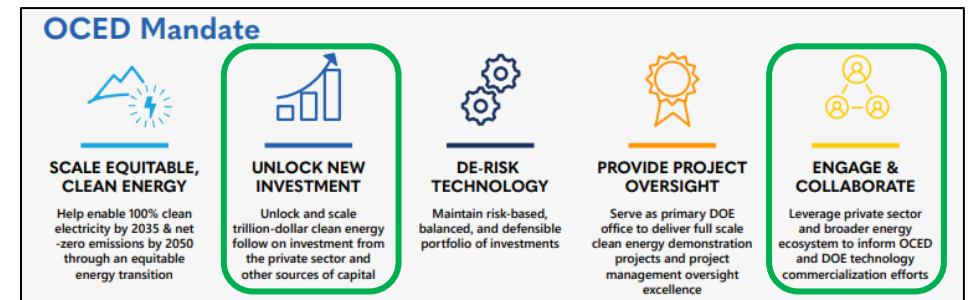 OCED Mandate
SCALE EQUITABLE,
CLEAN ENERGY
Help enable 100% clean
electricity by 2035 & net
-zero emissions by 2050
through an equitable
energy transition
UNLOCK NEW
INVESTMENT
Unlock and scale
trillion-dollar clean energy
follow on investment from
the private sector and
other sources of capital
DE-RISK
TECHNOLOGY
Maintain risk-based,
balanced, and defensible
portfolio of investments
PROVIDE PROJECT
OVERSIGHT
Serve as primary DOE
office to deliver full scale
clean energy demonstration
projects and project
management oversight
excellence
ENGAGE &
COLLABORATE
Leverage private sector
and broader energy
ecosystem to inform OCED
and DOE technology
commercialization efforts